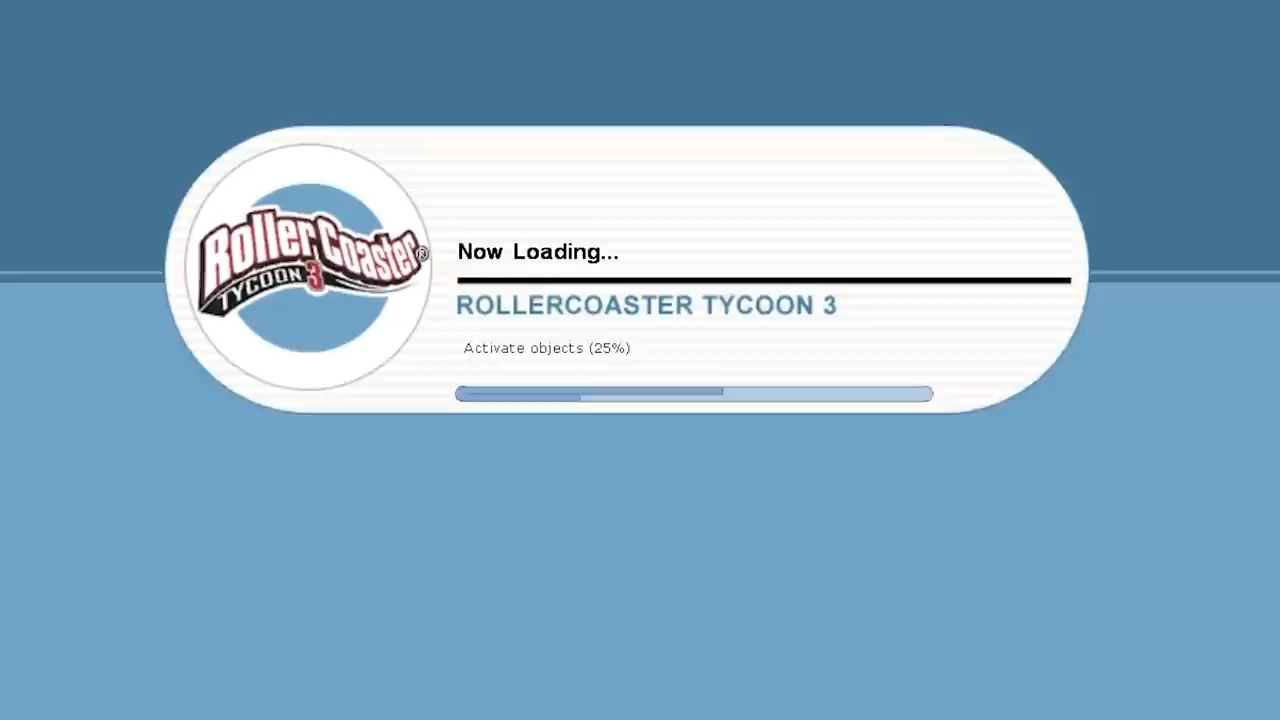 RollerCoaster®
TYCOON 3
Now Loading...
ROLLERCOASTER TYCOON 3
Activate objects (25%)